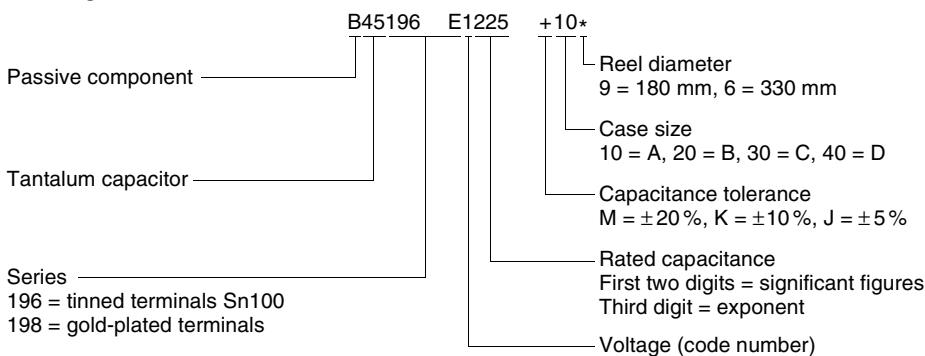 B45196 E1225 +10*
Passive component
Tantalum capacitor
Series
196 = tinned terminals Sn100
198 = gold-plated terminals
Reel diameter
9 = 180 mm, 6 = 330 mm
Case size
10 = A, 20 = B, 30 = C, 40 = D
Capacitance tolerance
M = ±20 %, K = ±10 %, J = ±5 %
Rated capacitance
First two digits = significant figures
Third digit = exponent
Voltage (code number)